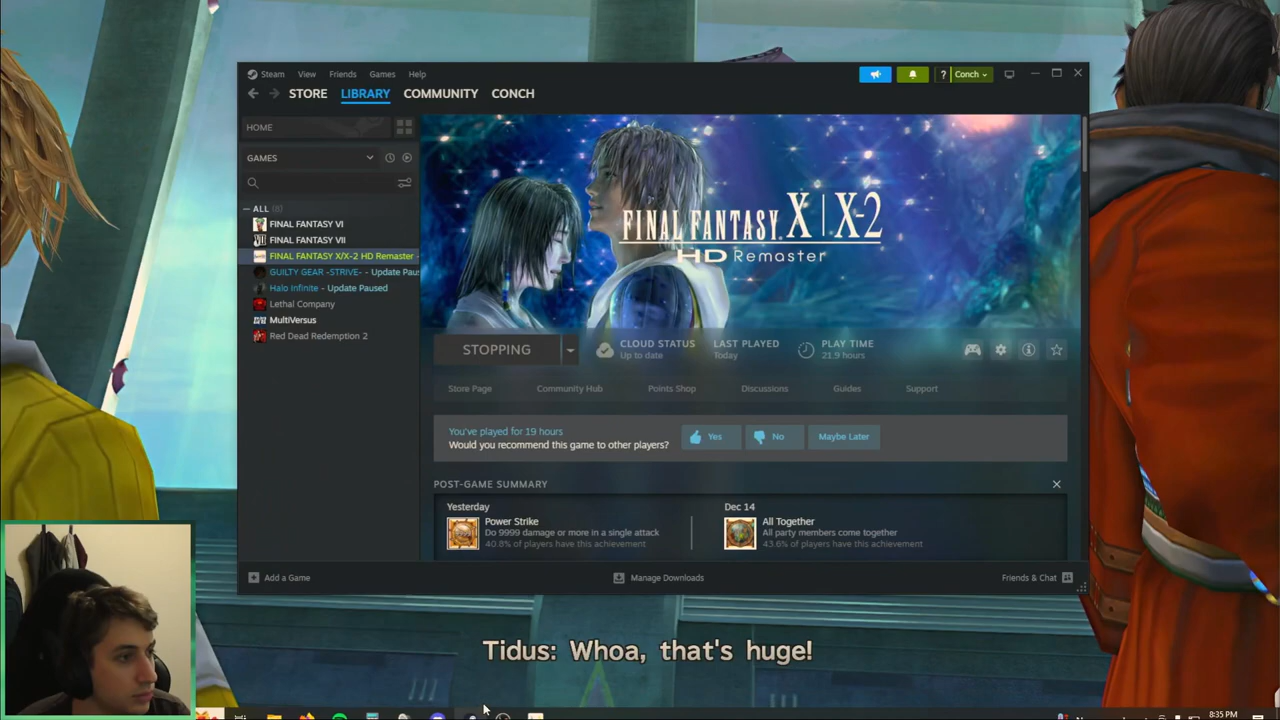 Steam View Friends Games Help
? Conch
STORE LIBRARY COMMUNITY CONCH
HOME
GAMES
ALL (8)
FINAL FANTASY VI
FINAL FANTASY VII
FINAL FANTASY X/X-2 HD Remaster -
GUILTY GEAR -STRIVE- - Update Pau
Halo Infinite - Update Paused
Lethal Company
MultiVersus
Red Dead Redemption 2
FINAL FANTASY X | X-2
HD Remaster
STOPPING
CLOUD STATUS
Up to date
LAST PLAYED
Today
PLAY TIME
21.9 hours
Store Page Community Hub Points Shop Discussions Guides Support
You've played for 19 hours
Would you recommend this game to other players?
Yes No Maybe Later
POST-GAME SUMMARY
Yesterday
Power Strike
Do 9999 damage or more in a single attack
40.8% of players have this achievement
Dec 14
All Together
All party members come together
43.6% of players have this achievement
Add a Game Manage Downloads Friends & Chat
Tidus: Whoa, that's huge!
8:35 PM